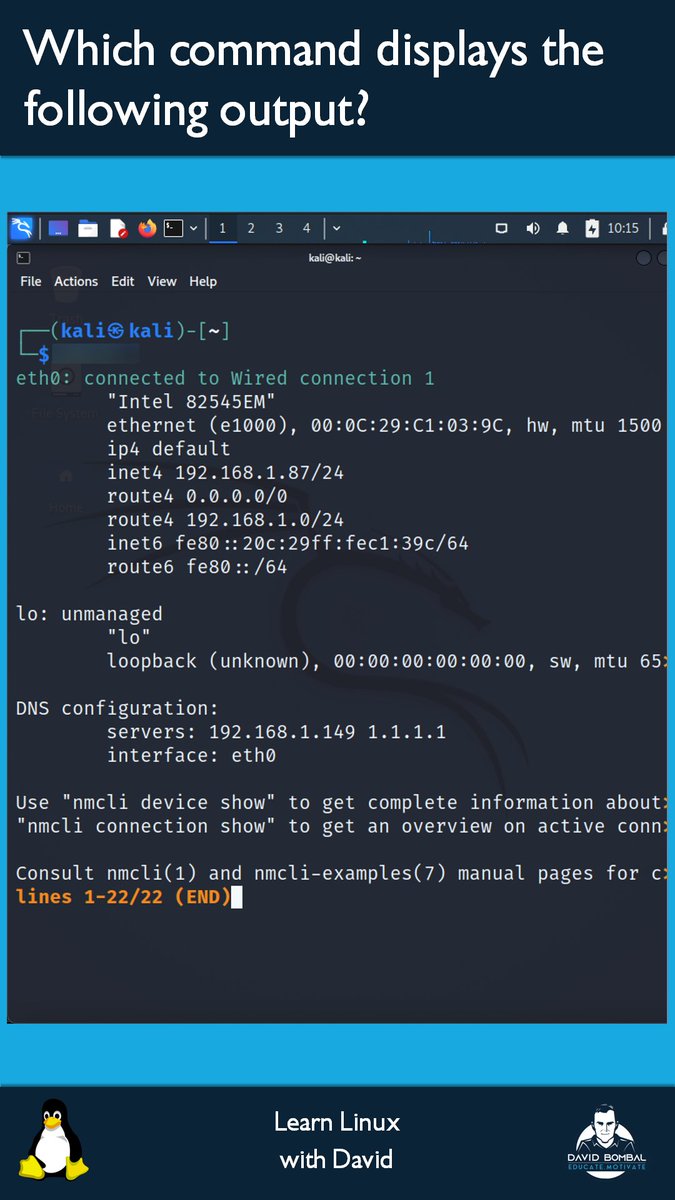 Which command displays the
following output?
1 2 3 4 10:15
kali@kali: ~
File Actions Edit View Help
┌──(kali㉿kali)-[~]
└─$
File System
Home
eth0: connected to Wired connection 1
"Intel 82545EM"
ethernet (e1000), 00:0C:29:C1:03:9C, hw, mtu 1500
ip4 default
inet4 192.168.1.87/24
route4 0.0.0.0/0
route4 192.168.1.0/24
inet6 fe80::20c:29ff:fec1:39c/64
route6 fe80::/64
lo: unmanaged
"lo"
loopback (unknown), 00:00:00:00:00:00, sw, mtu 65>
DNS configuration:
servers: 192.168.1.149 1.1.1.1
interface: eth0
Use "nmcli device show" to get complete information about>
"nmcli connection show" to get an overview on active conn>
Consult nmcli(1) and nmcli-examples(7) manual pages for c>
lines 1-22/22 (END)
Learn Linux
with David
DAVID BOMBAL
EDUCATE MOTIVATE